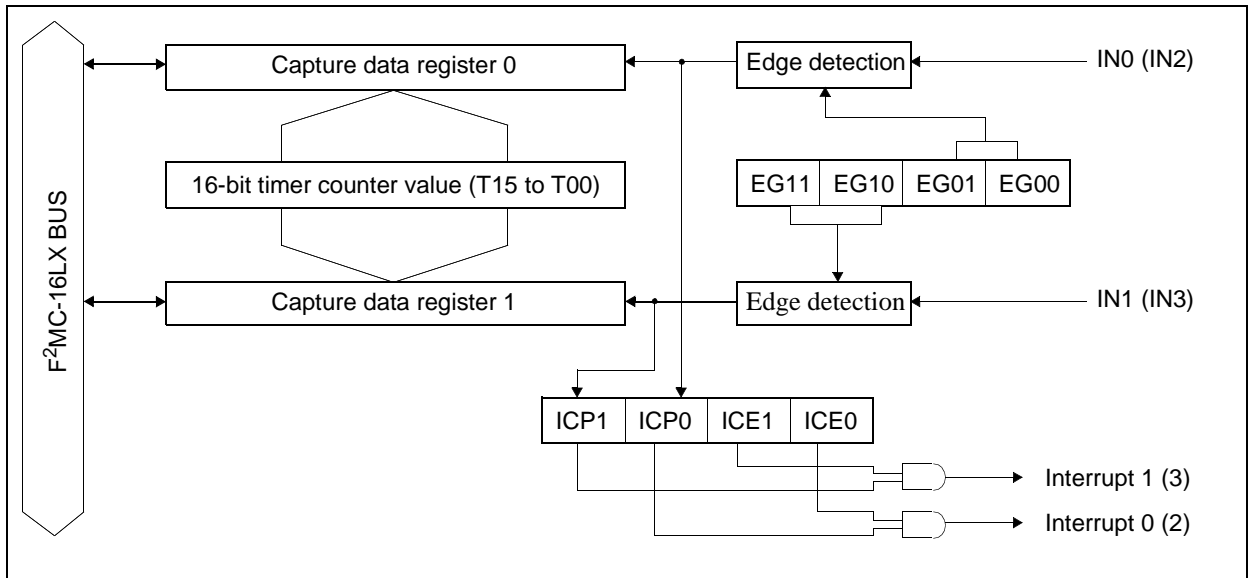 Capture data register 0
Edge detection
IN0 (IN2)
16-bit timer counter value (T15 to T00)
EG11 EG10 EG01 EG00
F²MC-16LX BUS
Capture data register 1
Edge detection
IN1 (IN3)
ICP1 ICP0 ICE1 ICE0
Interrupt 1 (3)
Interrupt 0 (2)